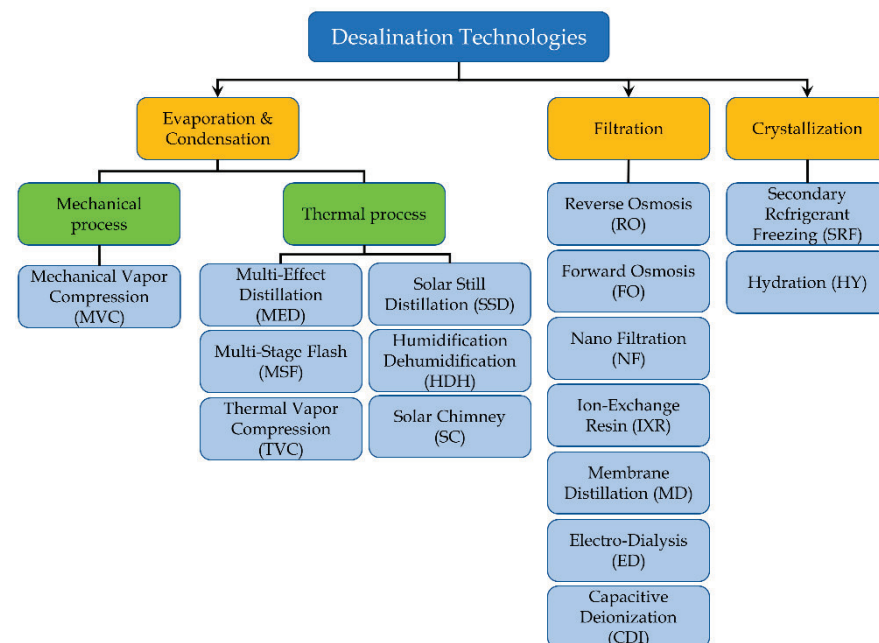 Desalination Technologies
Evaporation &
Condensation
Filtration
Crystallization
Mechanical
process
Thermal process
Mechanical Vapor
Compression
(MVC)
Multi-Effect
Distillation
(MED)
Multi-Stage Flash
(MSF)
Thermal Vapor
Compression
(TVC)
Solar Still
Distillation (SSD)
Humidification
Dehumidification
(HDH)
Solar Chimney
(SC)
Reverse Osmosis
(RO)
Forward Osmosis
(FO)
Nano Filtration
(NF)
Ion-Exchange
Resin (IXR)
Membrane
Distillation (MD)
Electro-Dialysis
(ED)
Capacitive
Deionization
(CDI)
Secondary
Refrigerant
Freezing (SRF)
Hydration (HY)